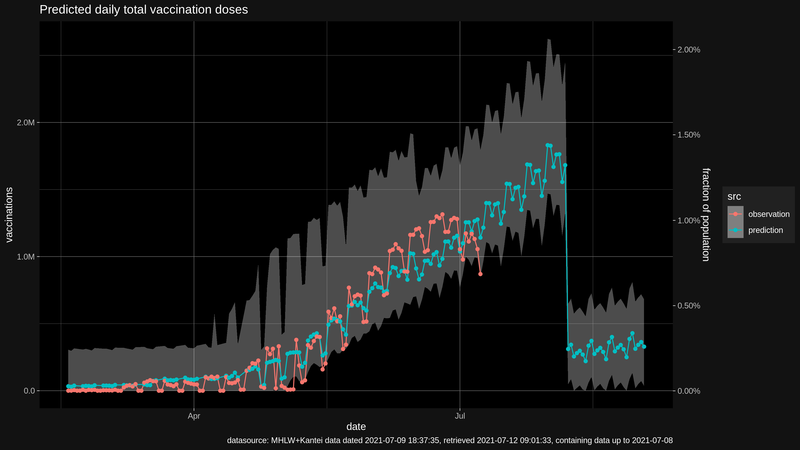 Predicted daily total vaccination doses
2.00%
2.0M
1.50%
vaccinations
fraction of population
src
1.00%
observation
prediction
1.0M
0.50%
0.0
0.00%
Apr
Jul
date
datasource: MHLW+Kantei data dated 2021-07-09 18:37:35, retrieved 2021-07-12 09:01:33, containing data up to 2021-07-08